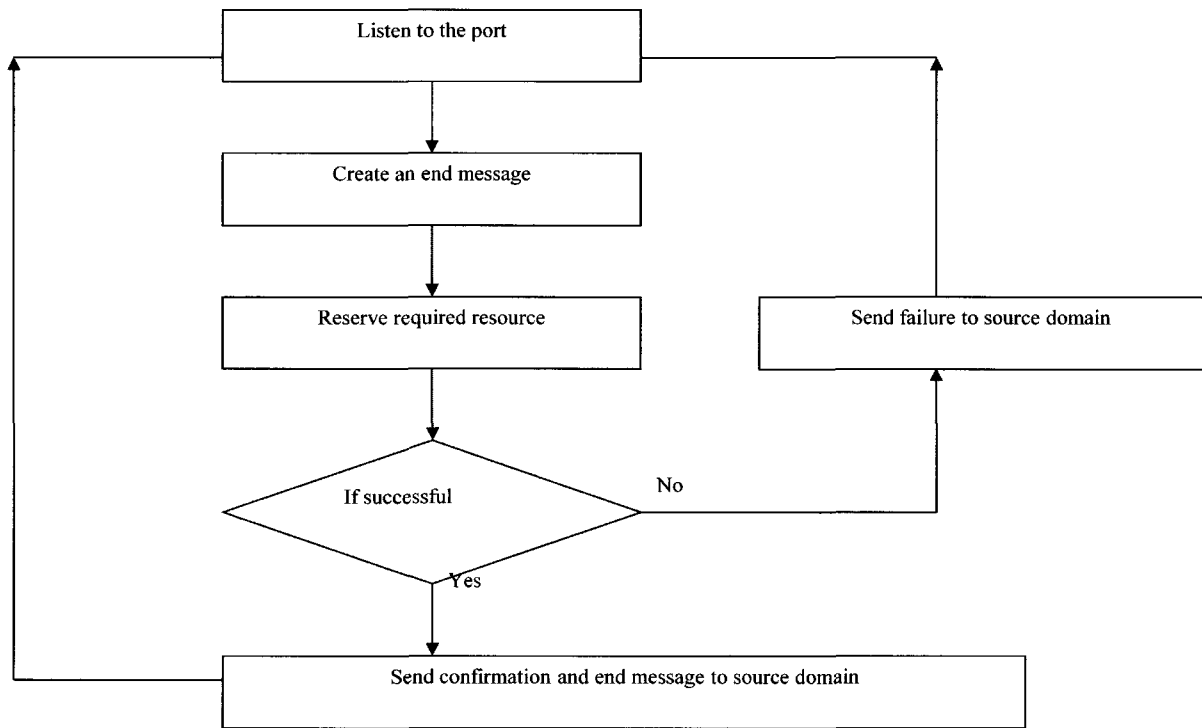 Listen to the port
Create an end message
Reserve required resource
Send failure to source domain
If successful
No
Yes
Send confirmation and end message to source domain